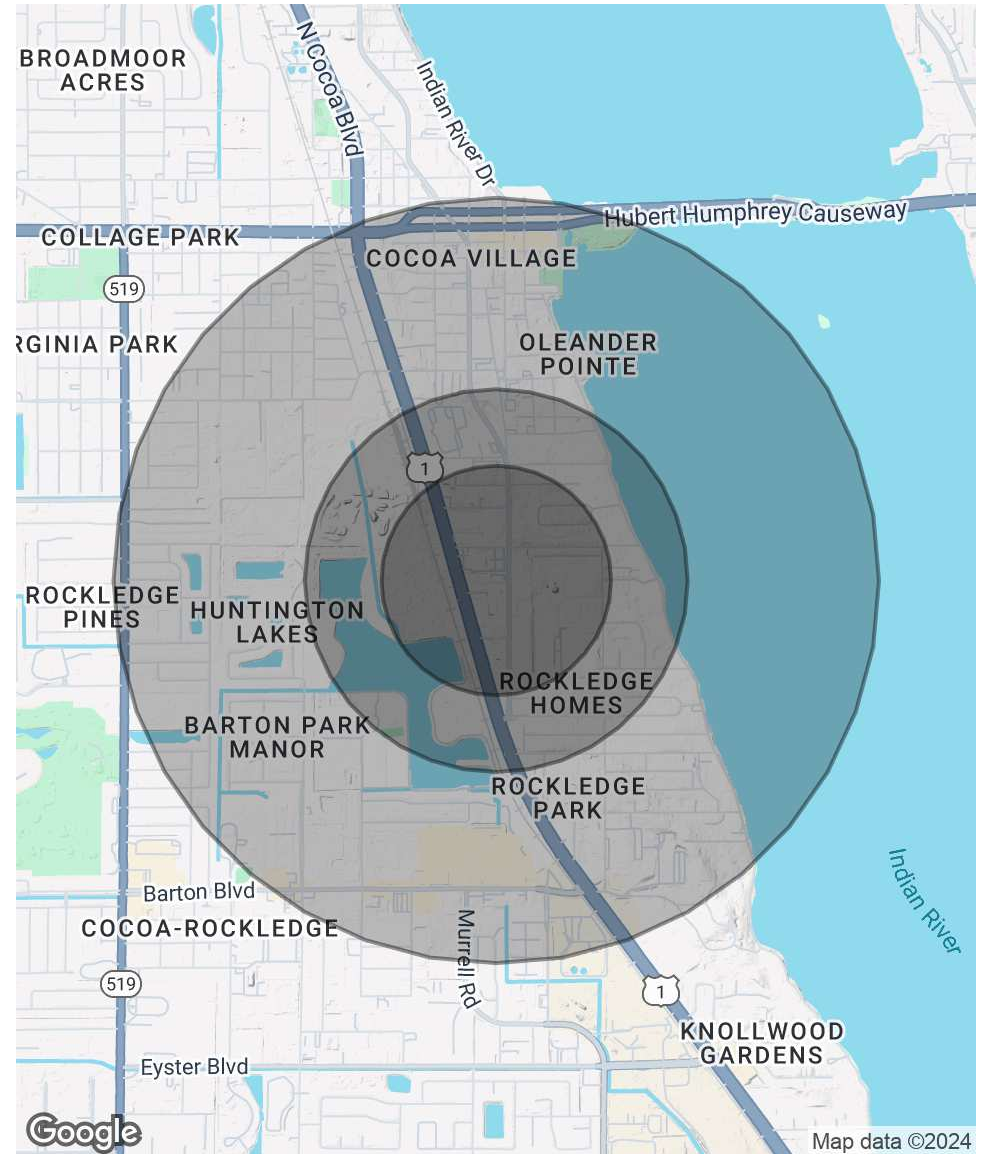 BROADMOOR
ACRES
N Cocoa Blvd
Indian River Dr
Hubert Humphrey Causeway
COLLAGE PARK
COCOA VILLAGE
519
RGINIA PARK
OLEANDER
POINTE
1
ROCKLEDGE
PINES
HUNTINGTON
LAKES
ROCKLEDGE
HOMES
BARTON PARK
MANOR
ROCKLEDGE
PARK
Barton Blvd
Indian River
COCOA-ROCKLEDGE
Murrell Rd
519
1
KNOLLWOOD
GARDENS
Eyster Blvd
Google
Map data ©2024